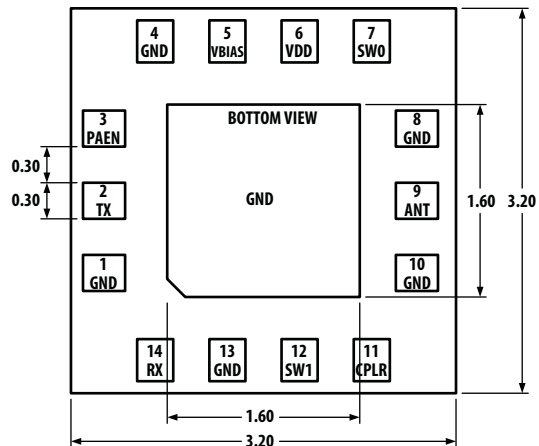 4
GND
5
VBIAS
6
VDD
7
SW0
3
PAEN
BOTTOM VIEW
8
GND
0.30
2
TX
0.30
GND
9
ANT
1.60
3.20
1
GND
10
GND
14
RX
13
GND
12
SW1
11
CPLR
1.60
3.20